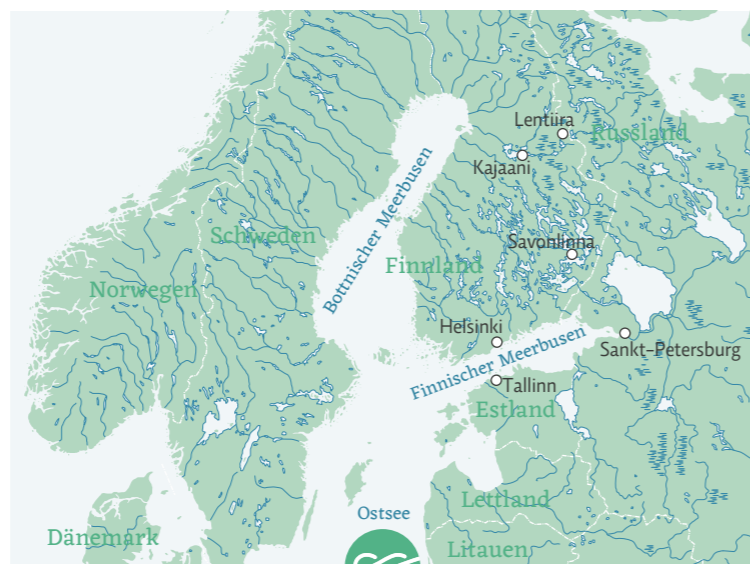 Lentiira
Russland
Kajaani
Bottnischer Meerbusen
Schweden
Savonlinna
Finnland
Norwegen
Helsinki
Finnischer Meerbusen
Sankt-Petersburg
Tallinn
Estland
Lettland
Ostsee
Dänemark
Litauen